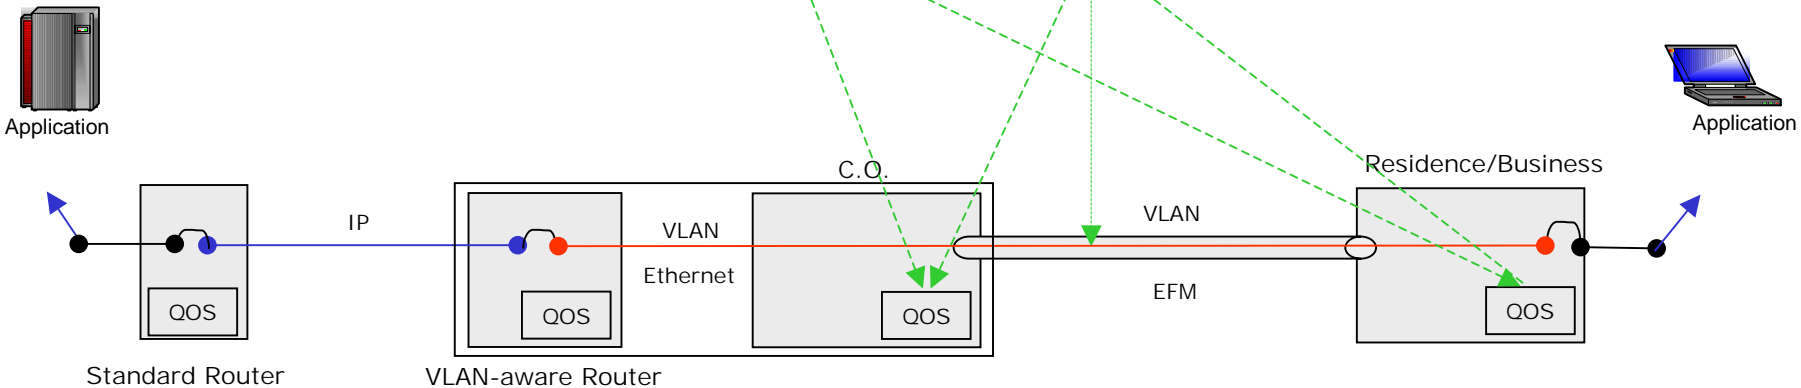 Application
Application
Residence/Business
C.O.
IP
VLAN
VLAN
Ethernet
EFM
QOS
QOS
QOS
QOS
Standard Router
VLAN-aware Router